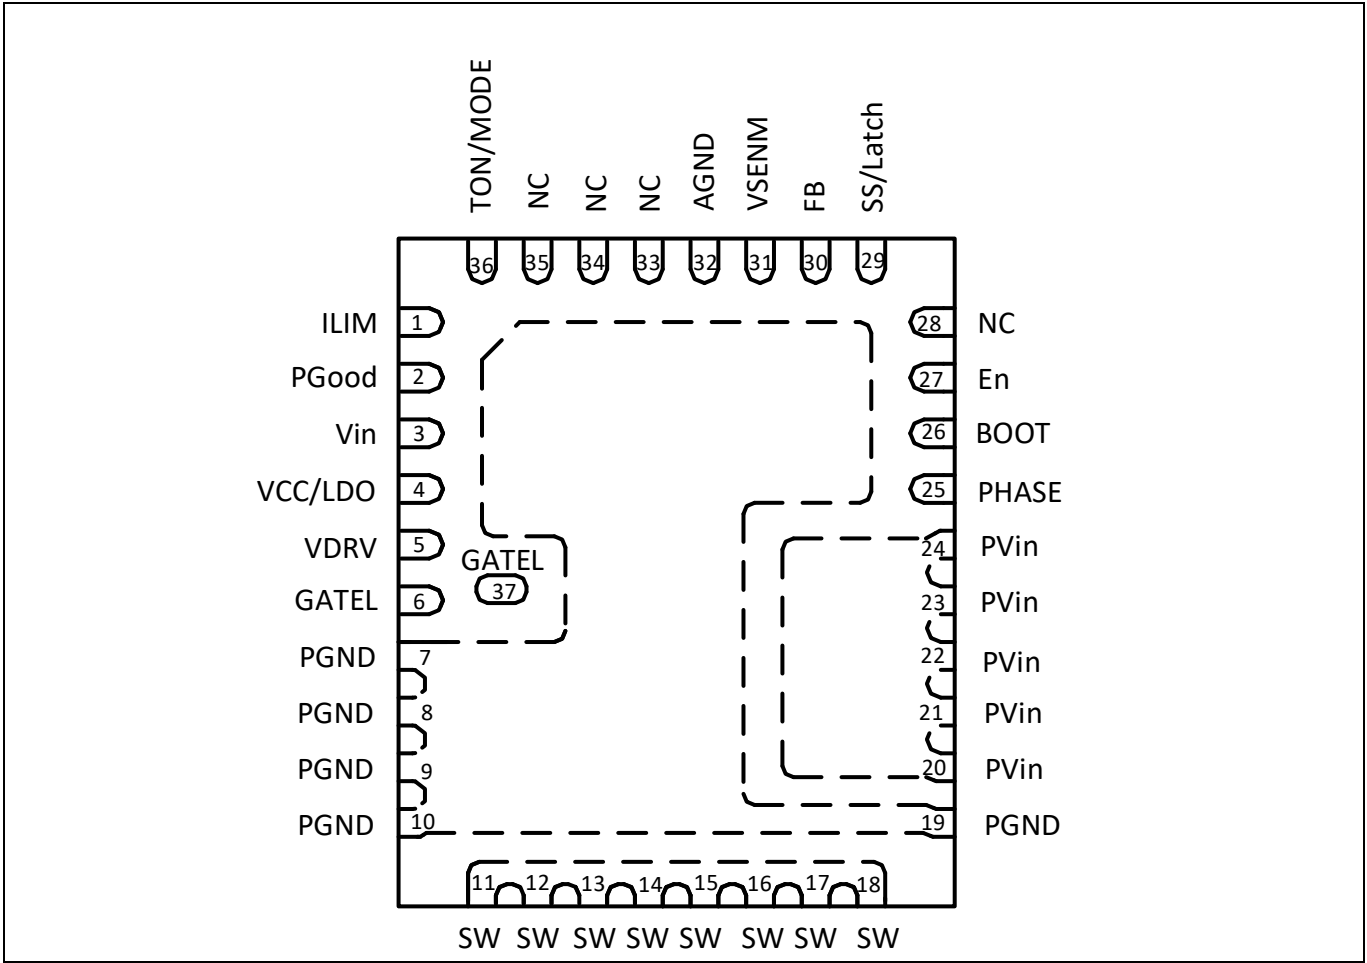 TON/MODE NC NC NC AGND VSENM FB SS/Latch
36 35 34 33 32 31 30 29
ILIM 1 28 NC
PGood 2 27 En
Vin 3 26 BOOT
VCC/LDO 4 25 PHASE
VDRV 5 24 PVin
GATEL
GATEL 6 37 23 PVin
PGND 7 22 PVin
PGND 8 21 PVin
PGND 9 20 PVin
PGND 10 19 PGND
11 12 13 14 15 16 17 18
SW SW SW SW SW SW SW SW